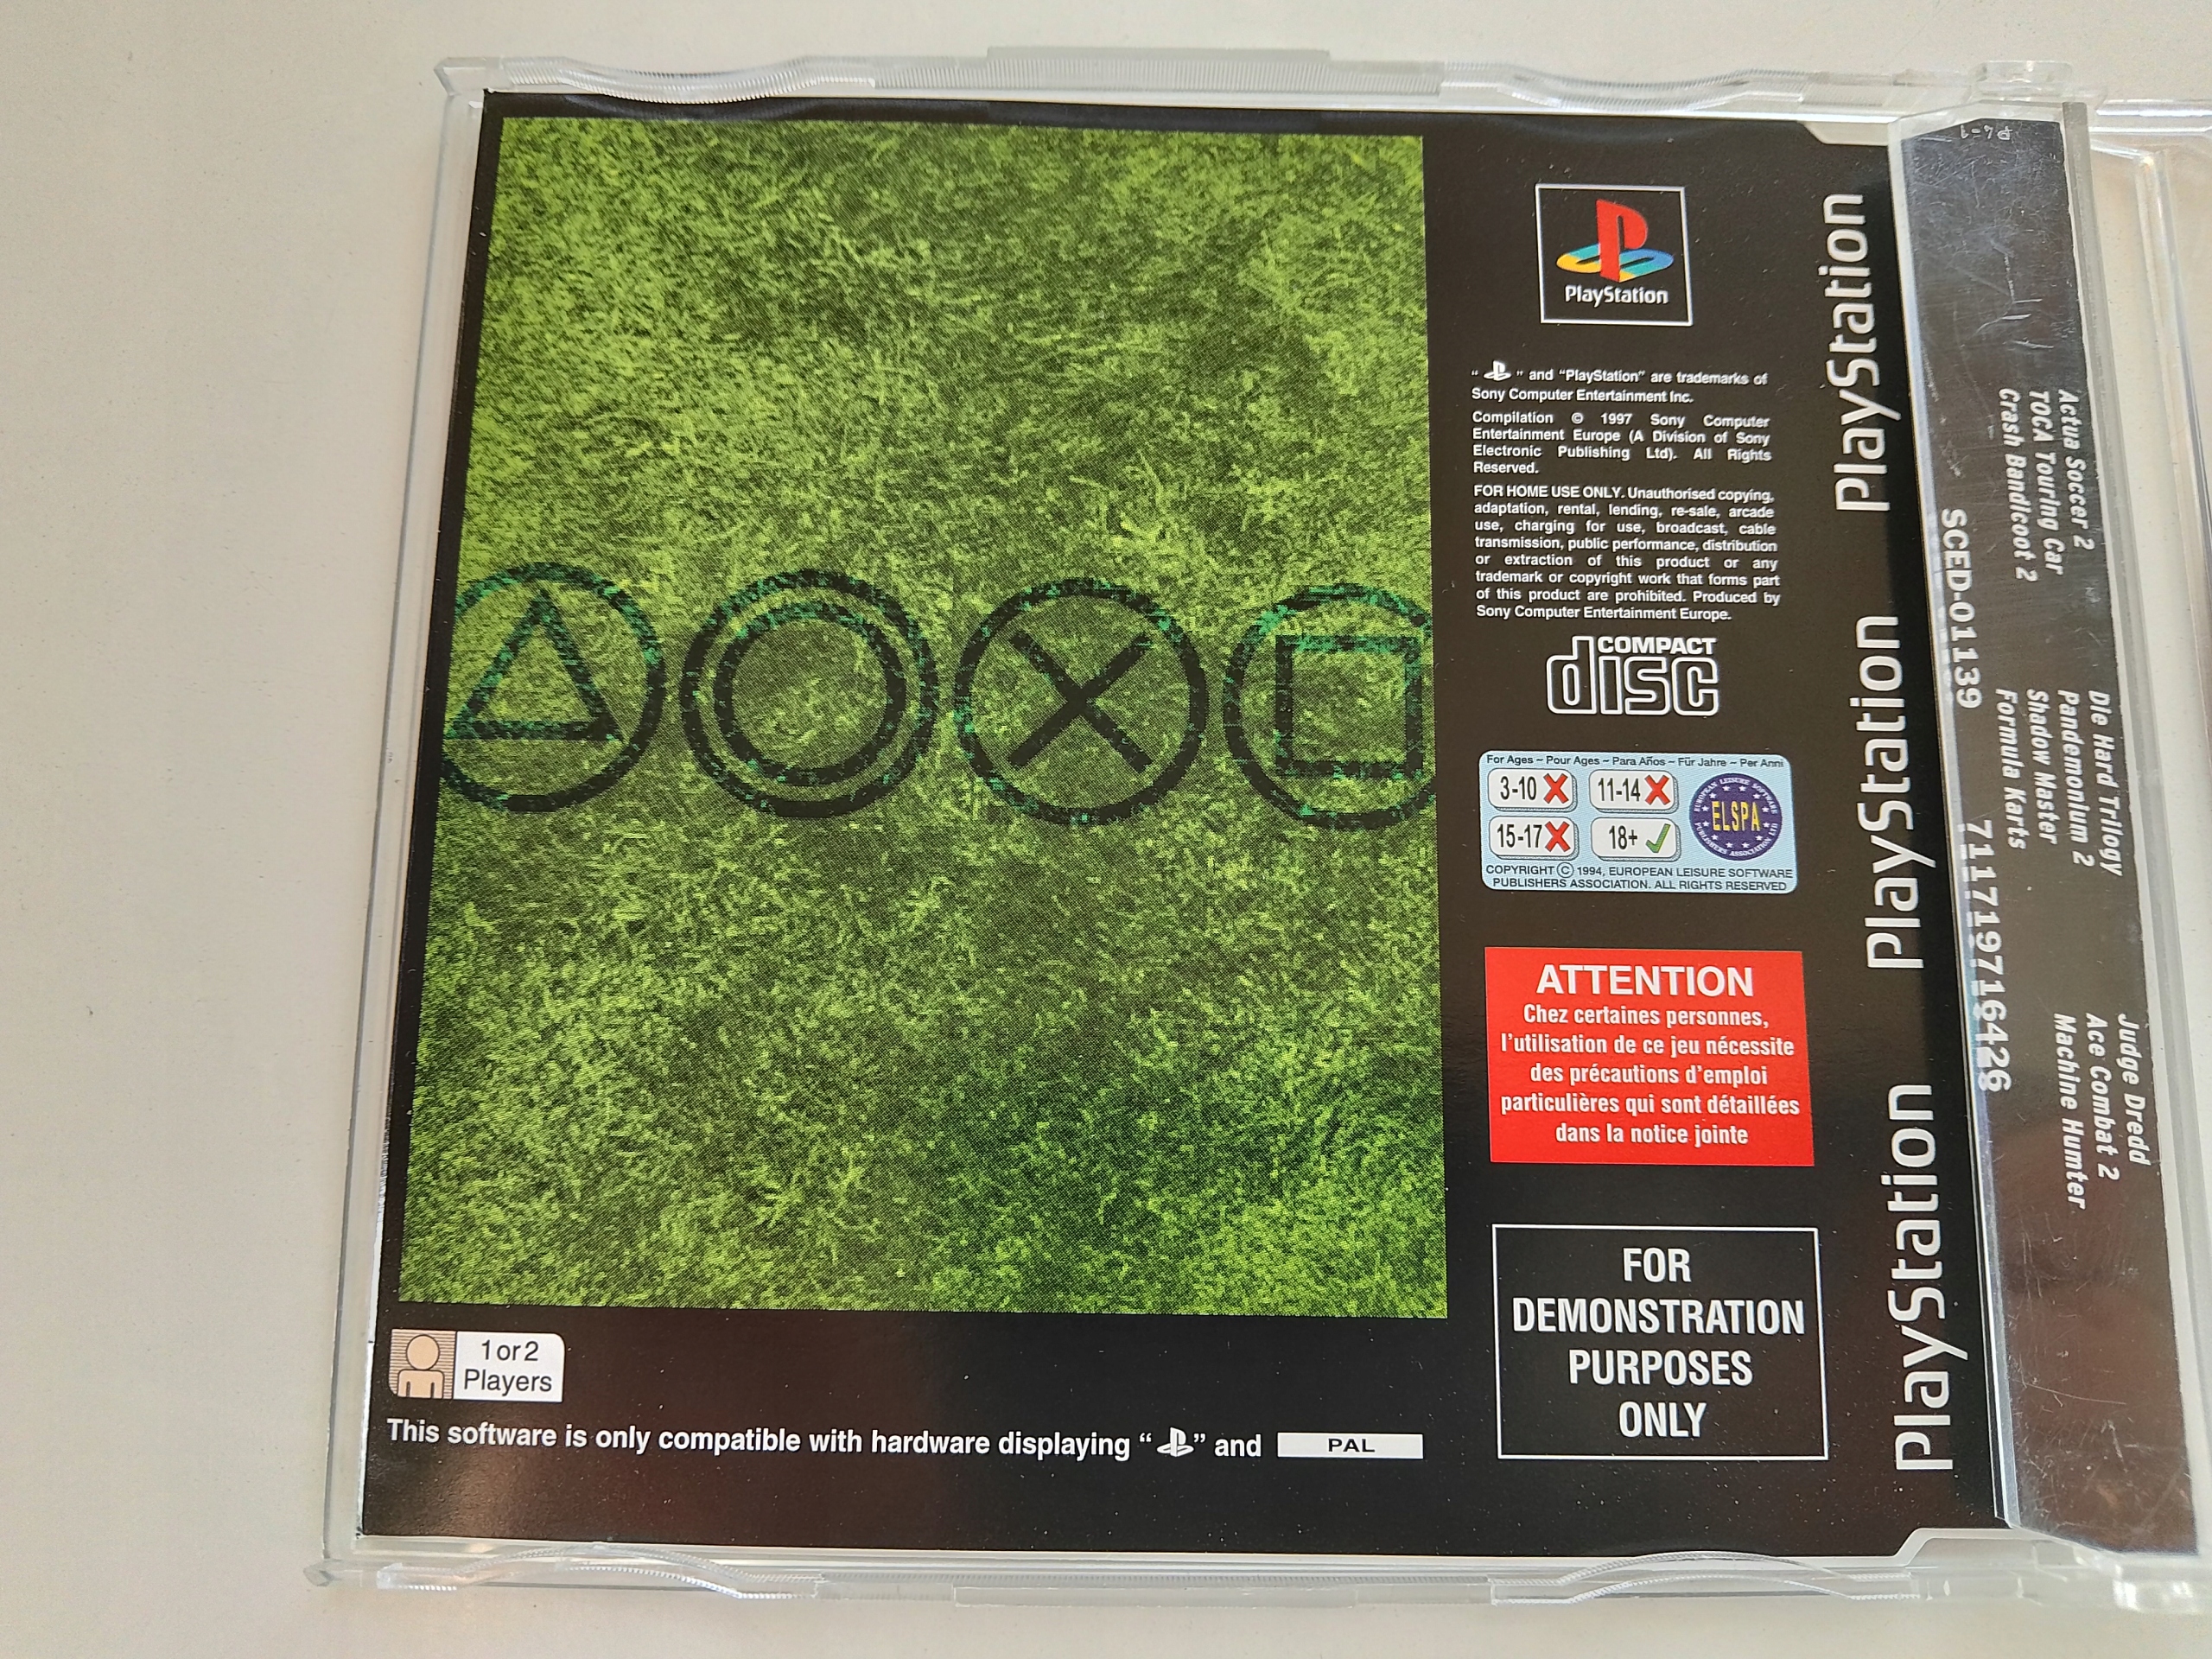 PlayStation
“ ” and “PlayStation” are trademarks of
Sony Computer Entertainment Inc.
Compilation © 1997 Sony Computer
Entertainment Europe (A Division of Sony
Electronic Publishing Ltd). All Rights
Reserved.
FOR HOME USE ONLY. Unauthorised copying,
adaptation, rental, lending, re-sale, arcade
use, charging for use, broadcast, cable
transmission, public performance, distribution
or extraction of this product or any
trademark or copyright work that forms part
of this product are prohibited. Produced by
Sony Computer Entertainment Europe.
COMPACT
disc
For Ages ~ Pour Ages ~ Para Años ~ Für Jahre ~ Per Anni
3-10 11-14
15-17 18+
EUROPEAN LEISURE SOFTWARE PUBLISHERS ASSOCIATION LTD
ELSPA
COPYRIGHT © 1994, EUROPEAN LEISURE SOFTWARE
PUBLISHERS ASSOCIATION. ALL RIGHTS RESERVED
ATTENTION
Chez certaines personnes,
l'utilisation de ce jeu nécessite
des précautions d'emploi
particulières qui sont détaillées
dans la notice jointe
FOR
DEMONSTRATION
PURPOSES
ONLY
1 or 2
Players
This software is only compatible with hardware displaying “ ” and PAL
PlayStation PlayStation PlayStation
SCED-01139 711719716426
Actua Soccer 2
TOCA Touring Car
Crash Bandicoot 2
Die Hard Trilogy
Pandemonium 2
Shadow Master
Formula Karts
Judge Dredd
Ace Combat 2
Machine Humter